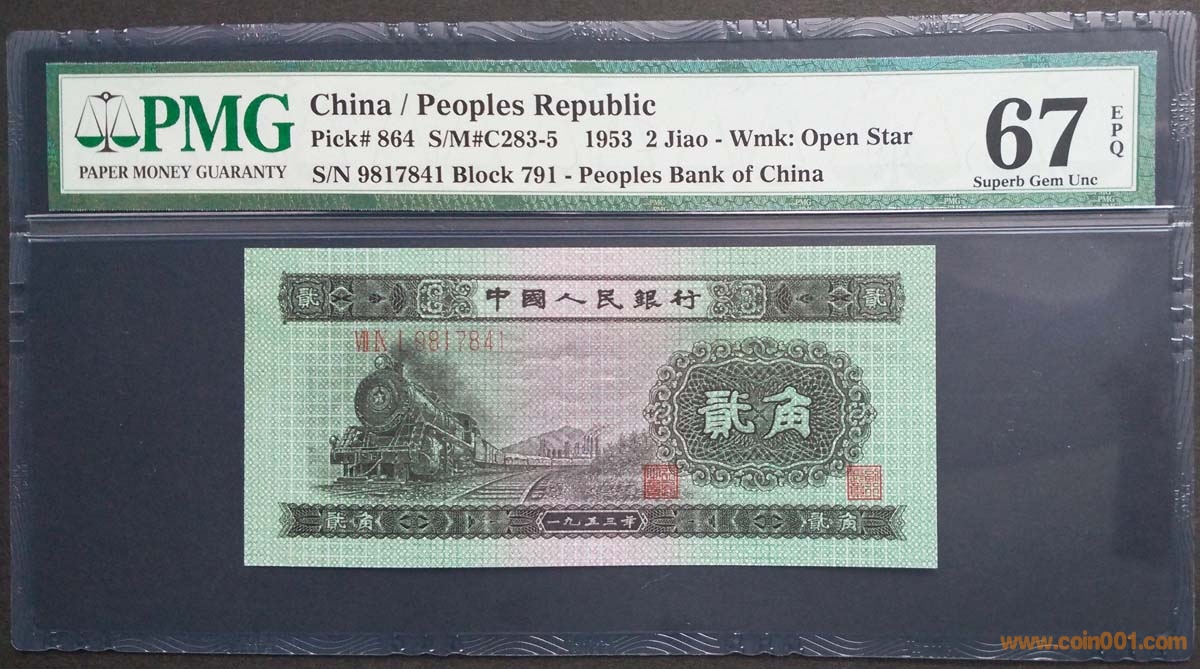 PMG
PAPER MONEY GUARANTY
China / Peoples Republic
Pick# 864 S/M#C283-5 1953 2 Jiao - Wmk: Open Star
S/N 9817841 Block 791 - Peoples Bank of China
67
EPQ
Superb Gem Unc
貳 中國人民銀行 貳
Ⅶ Ⅸ Ⅰ 9817841
貳角
貳角 一九五三年 貳角
www.coin001.com